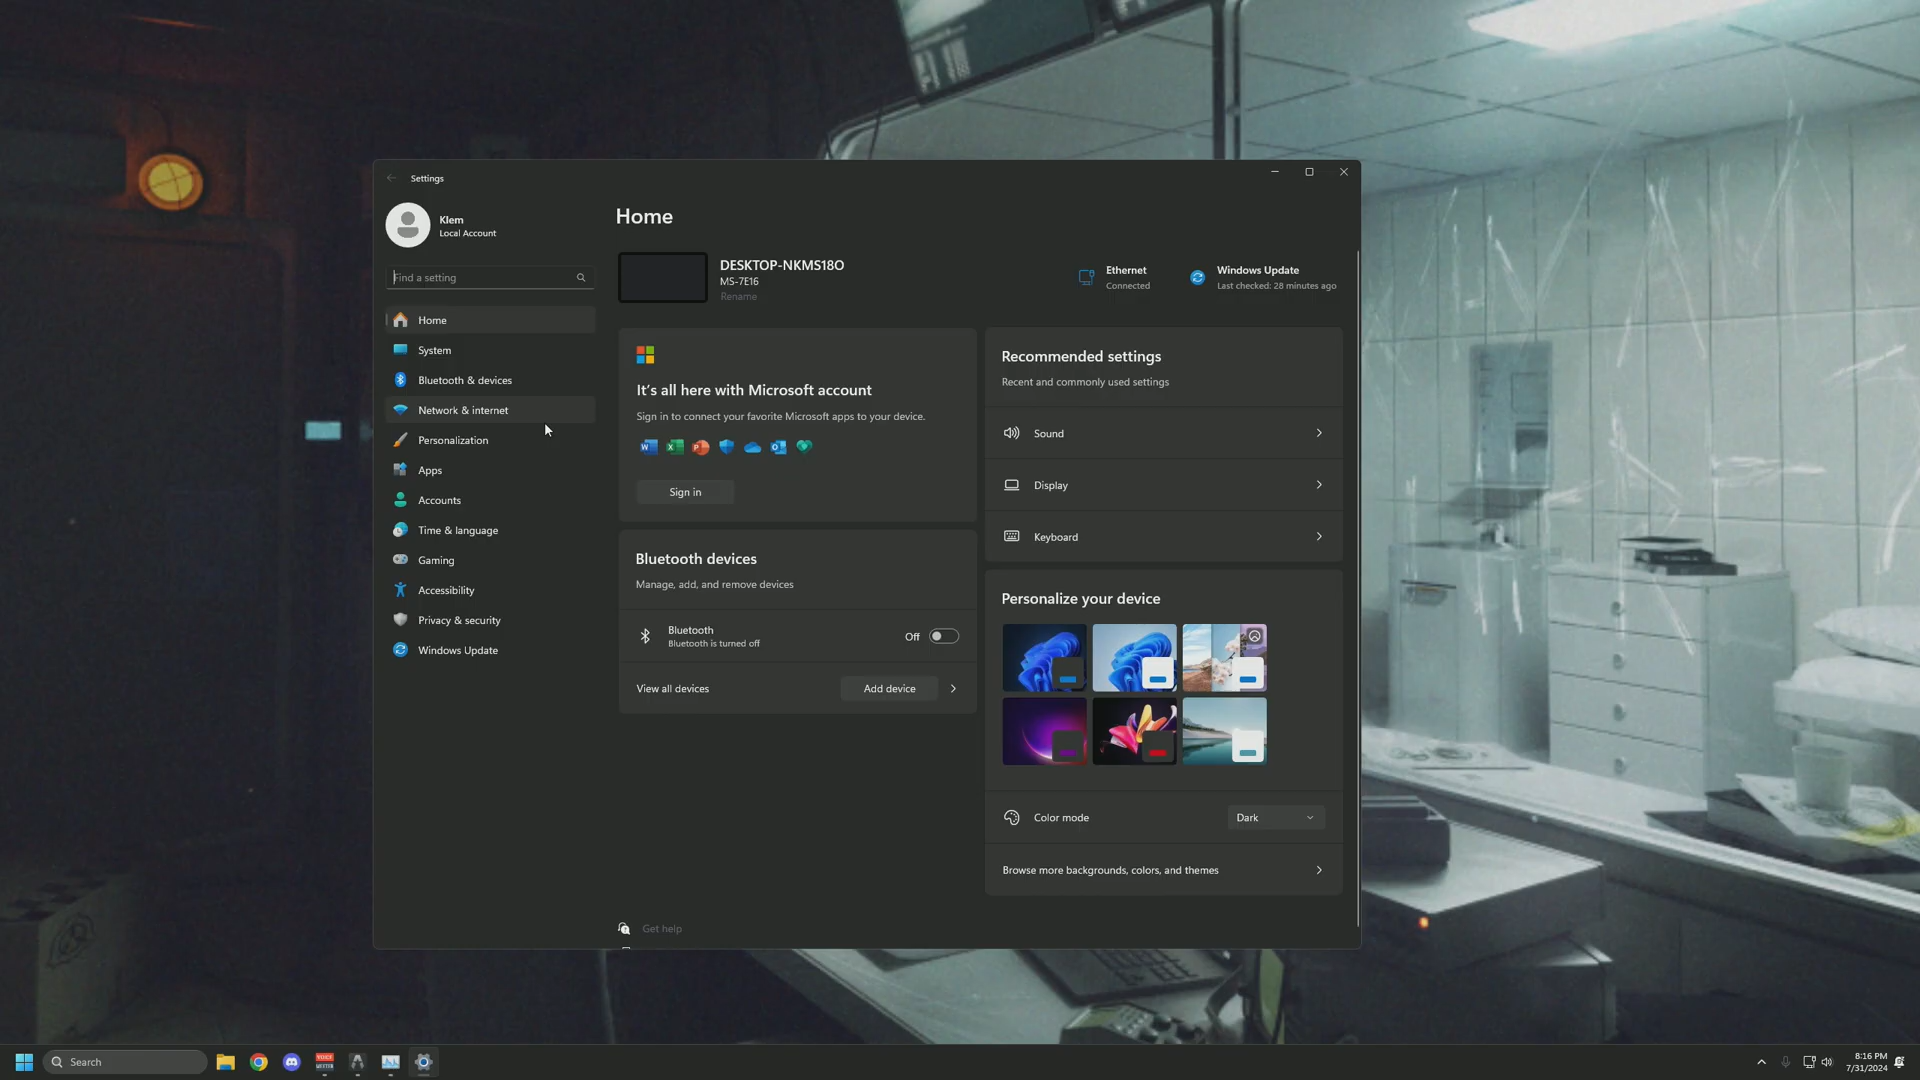 Settings
Klem
Local Account
Find a setting
Home
System
Bluetooth & devices
Network & internet
Personalization
Apps
Accounts
Time & language
Gaming
Accessibility
Privacy & security
Windows Update
Home
DESKTOP-NKMS18O
MS-7E16
Rename
Ethernet
Connected
Windows Update
Last checked: 28 minutes ago
It's all here with Microsoft account
Sign in to connect your favorite Microsoft apps to your device.
Sign in
Bluetooth devices
Manage, add, and remove devices
Bluetooth
Bluetooth is turned off
Off
View all devices
Add device
Recommended settings
Recent and commonly used settings
Sound
Display
Keyboard
Personalize your device
Color mode
Dark
Browse more backgrounds, colors, and themes
Get help
Search
VOICE
MEETER
8:16 PM
7/31/2024